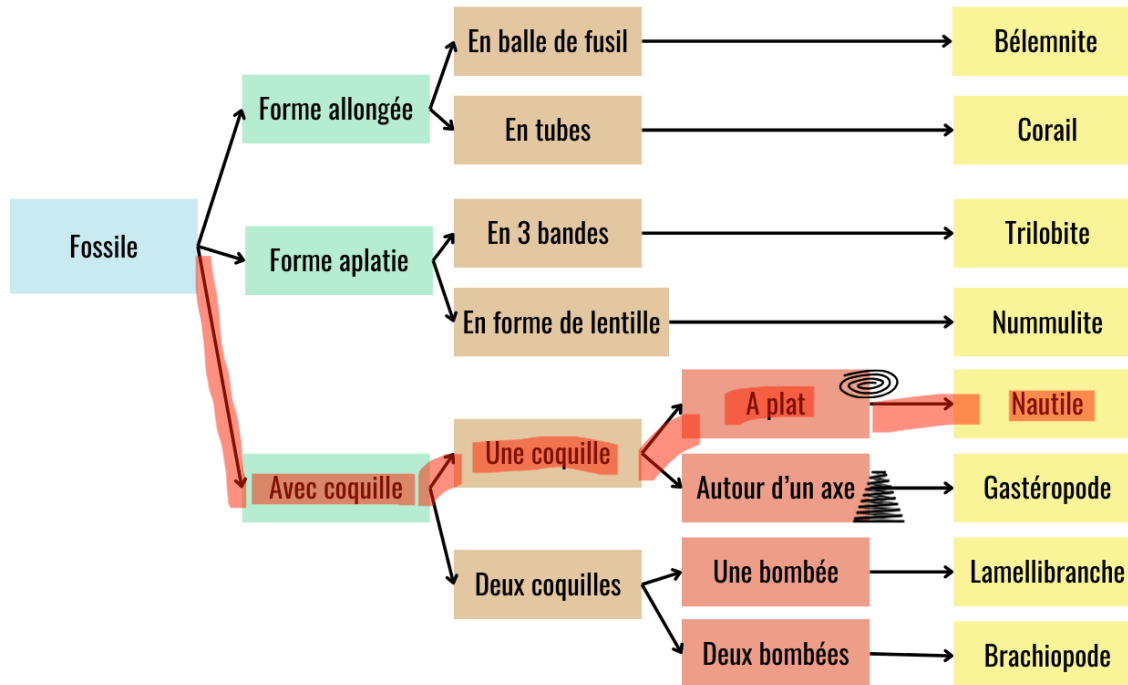 En balle de fusil
Bélemnite
Forme allongée
En tubes
Corail
Fossile
En 3 bandes
Trilobite
Forme aplatie
En forme de lentille
Nummulite
A plat
Nautile
Une coquille
Avec coquille
Autour d’un axe
Gastéropode
Deux coquilles
Une bombée
Lamellibranche
Deux bombées
Brachiopode